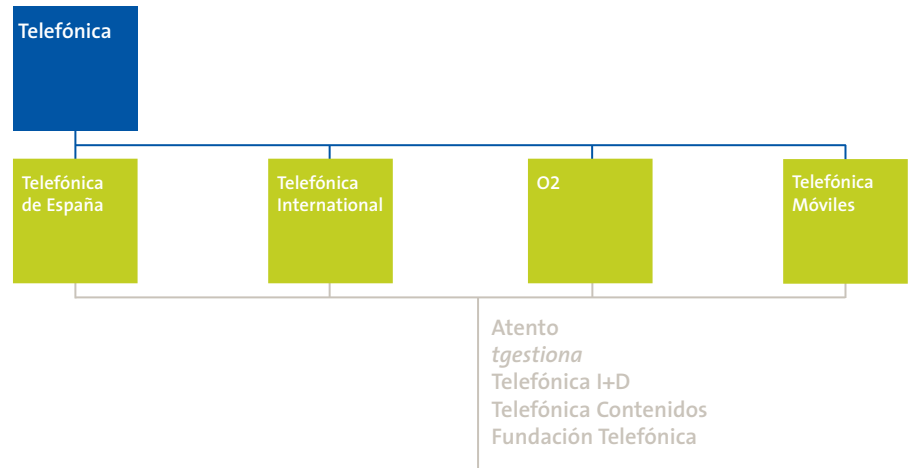 Telefónica
Telefónica
de España
Telefónica
International
O2
Telefónica
Móviles
Atento
tgestiona
Telefónica I+D
Telefónica Contenidos
Fundación Telefónica